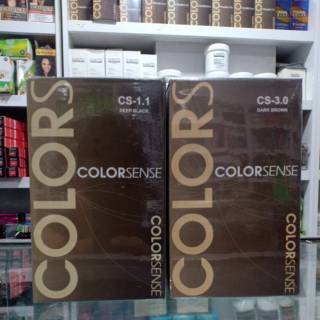 COLORS
CS-1.1
DEEP BLACK
COLORSENSE
COLORSENSE
COLORS
CS-3.0
DARK BROWN
COLORSENSE
COLORSENSE